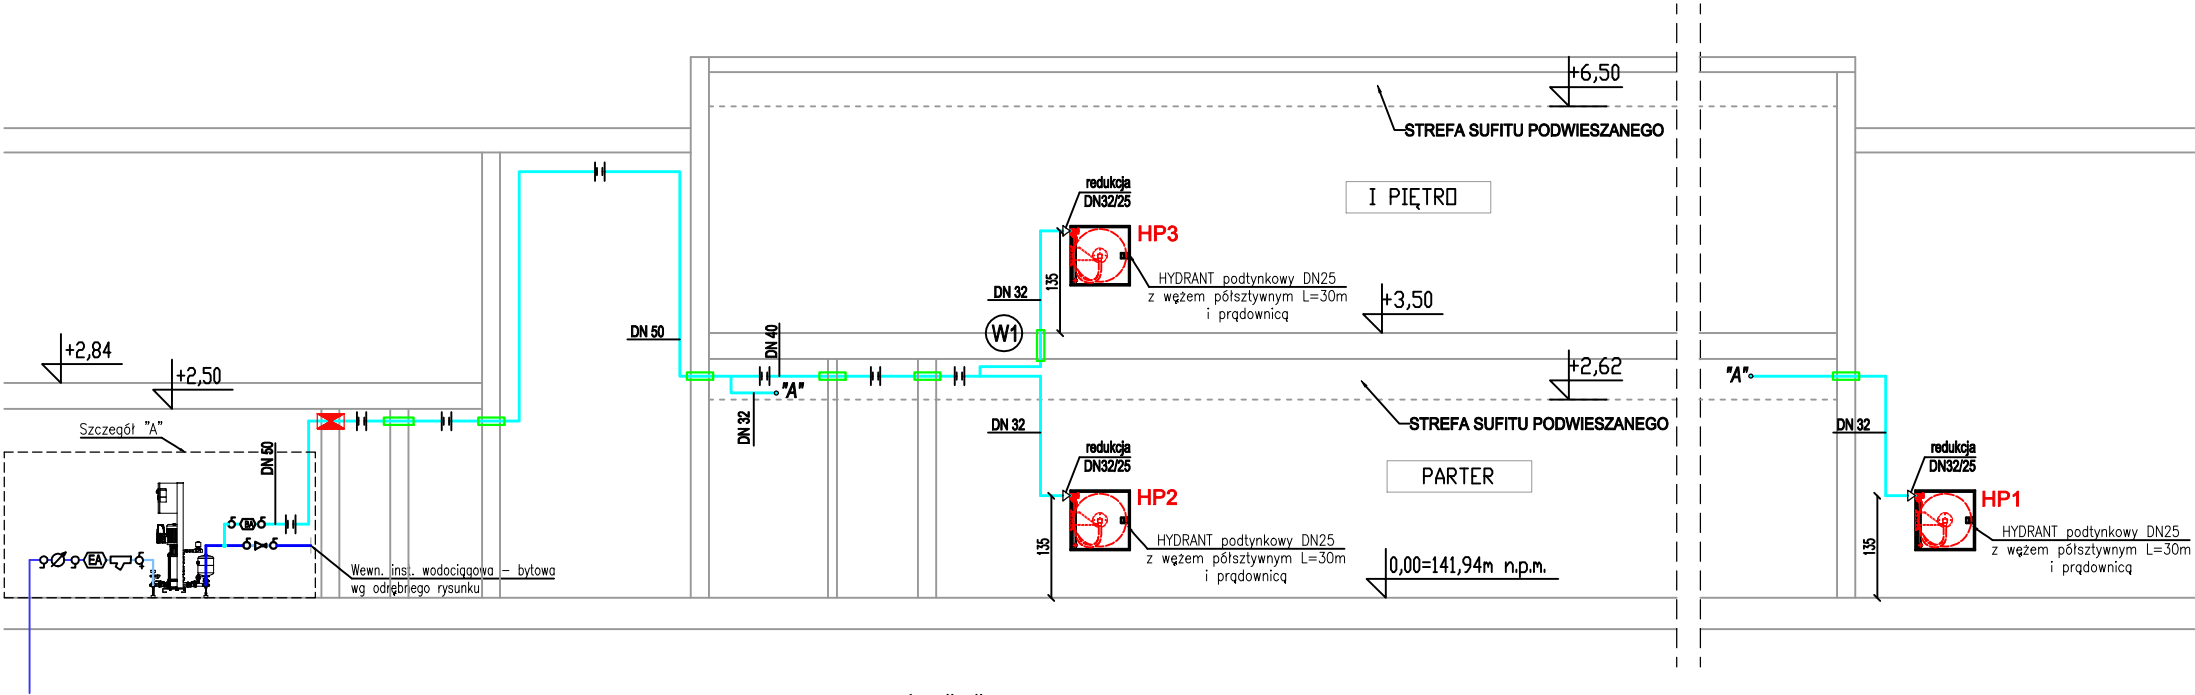 +6,50
STREFA SUFITU PODWIESZANEGO
I PIĘTRO
redukcja
DN32/25
HP3
135
DN 32
HYDRANT podtynkowy DN25
z wężem półsztywnym L=30m
i prądownicą
+3,50
W1
DN 50
DN 40
+2,84
+2,50
+2,62
"A"
"A"
DN 32
DN 32
STREFA SUFITU PODWIESZANEGO
DN 32
Szczegół "A"
DN 50
redukcja
DN32/25
HP2
PARTER
redukcja
DN32/25
HP1
BA
EA
135
HYDRANT podtynkowy DN25
z wężem półsztywnym L=30m
i prądownicą
135
HYDRANT podtynkowy DN25
z wężem półsztywnym L=30m
i prądownicą
0,00=141,94m n.p.m.
Wewn. inst. wodociągowa - bytowa
wg odrębnego rysunku